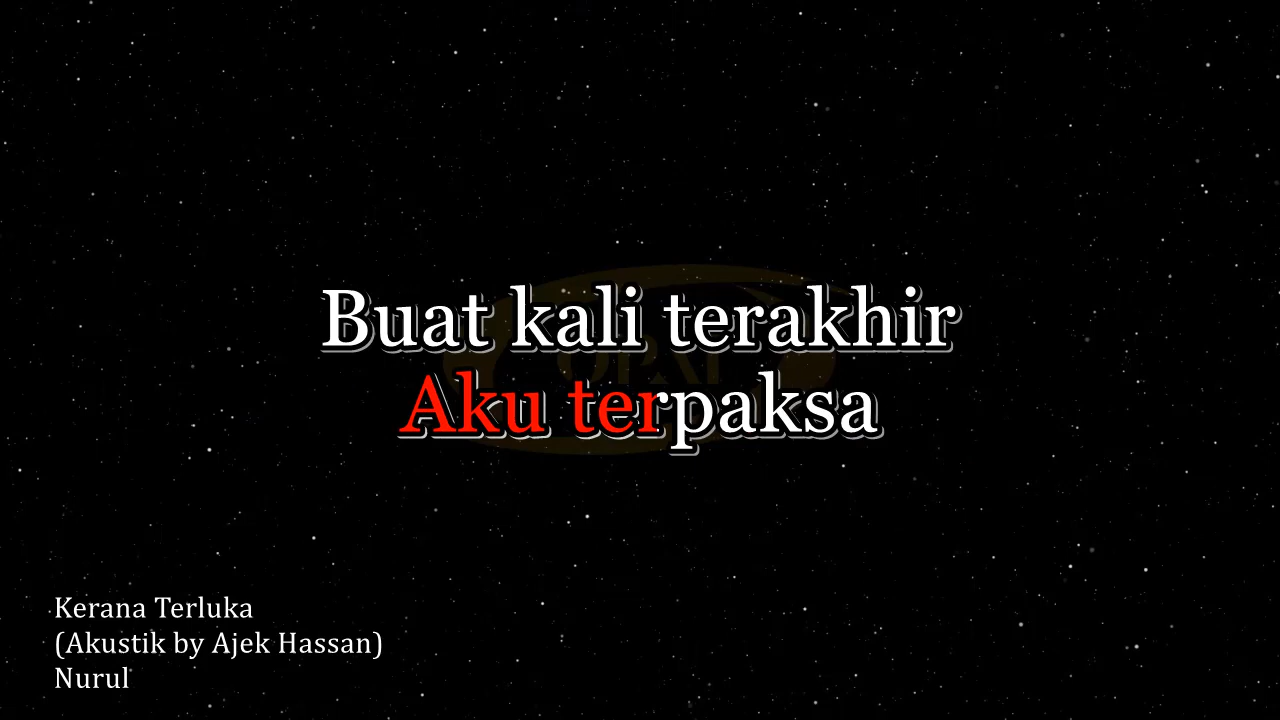 Buat kali terakhir
Aku terpaksa
Kerana Terluka
(Akustik by Ajek Hassan)
Nurul